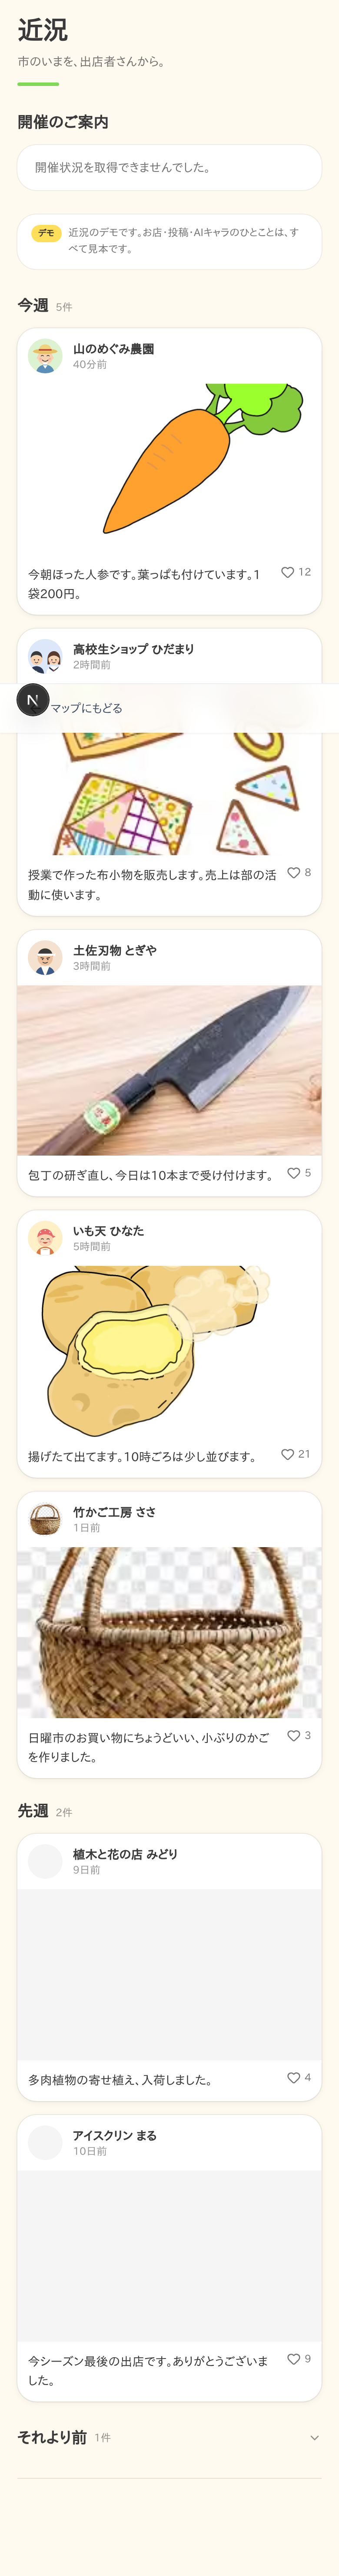 近況
市のいまを、出店者さんから。
開催のご案内
開催状況を取得できませんでした。
デモ 近況のデモです。お店・投稿・AIキャラのひとことは、す
べて見本です。
今週 5件
山のめぐみ農園
40分前
今朝ほった人参です。葉っぱも付けています。1 12
袋200円。
高校生ショップ ひだまり
2時間前
N マップにもどる
授業で作った布小物を販売します。売上は部の活 8
動に使います。
土佐刃物 とぎや
3時間前
包丁の研ぎ直し、今日は10本まで受け付けます。 5
いも天 ひなた
5時間前
揚げたて出てます。10時ごろは少し並びます。 21
竹かご工房 ささ
1日前
日曜市のお買い物にちょうどいい、小ぶりのかご 3
を作りました。
先週 2件
植木と花の店 みどり
9日前
多肉植物の寄せ植え、入荷しました。 4
アイスクリン まる
10日前
今シーズン最後の出店です。ありがとうございま 9
した。
それより前 1件